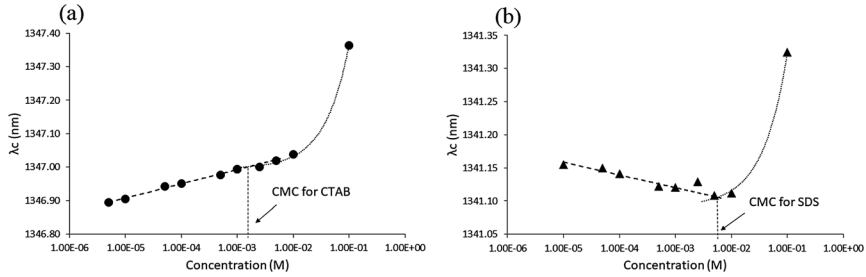 (a)
λc (nm)
1347.40
1347.30
1347.20
1347.10
1347.00
1346.90
1346.80
1.00E-06 1.00E-05 1.00E-04 1.00E-03 1.00E-02 1.00E-01 1.00E+00
Concentration (M)
CMC for CTAB
(b)
λc (nm)
1341.35
1341.30
1341.25
1341.20
1341.15
1341.10
1341.05
1.00E-06 1.00E-05 1.00E-04 1.00E-03 1.00E-02 1.00E-01 1.00E+00
Concentration (M)
CMC for SDS